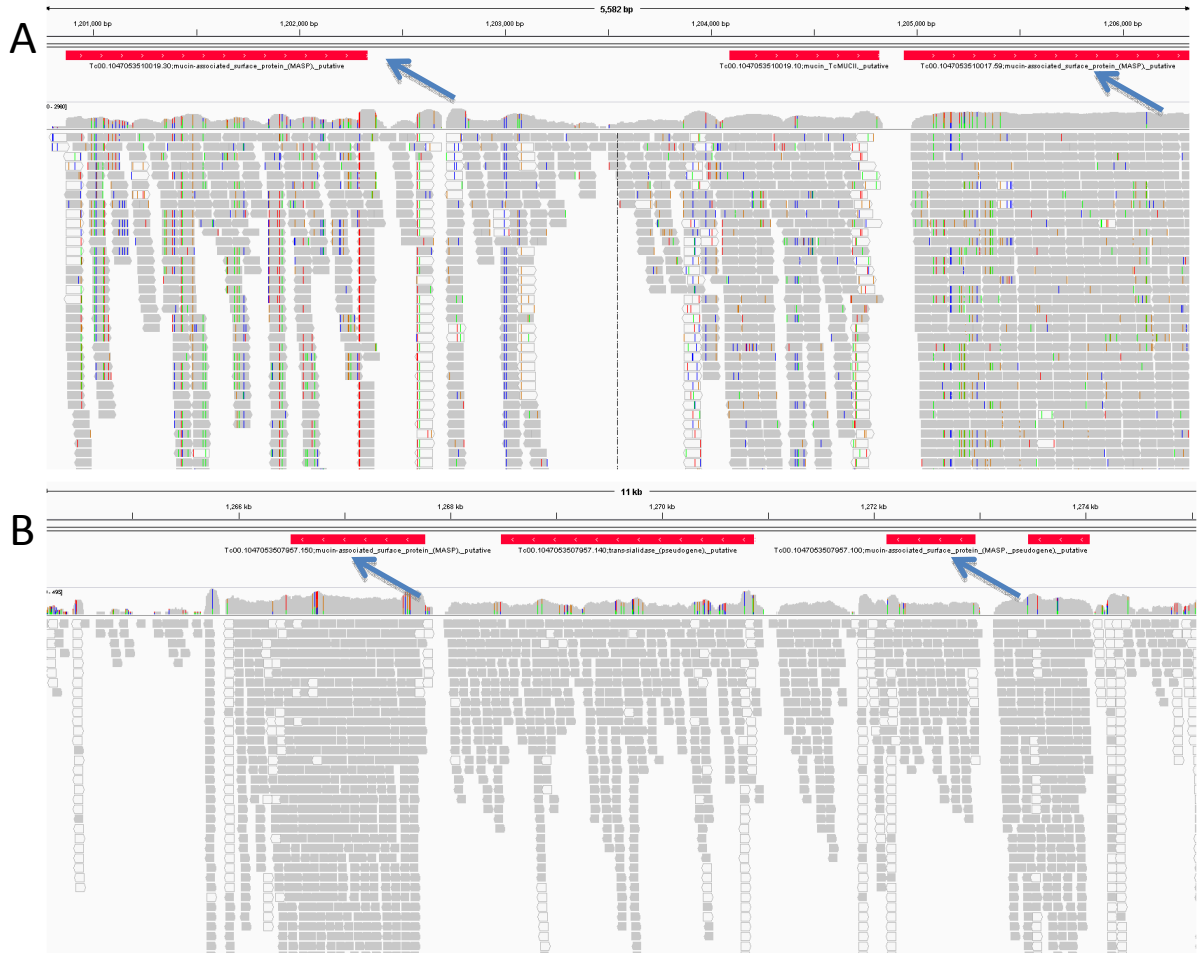 5,582 bp
1,201,000 bp 1,202,000 bp 1,203,000 bp 1,204,000 bp 1,205,000 bp 1,206,000 bp
A
Tc00.1047053510019.30;mucin-associated_surface_protein_(MASP),_putative Tc00.1047053510019.10;mucin_TcMUCII,_putative Tc00.1047053510017.59;mucin-associated_surface_protein_(MASP),_putative
0 - 2980]
11 kb
B
1,266 kb 1,268 kb 1,270 kb 1,272 kb 1,274 kb
Tc00.1047053507957.150;mucin-associated_surface_protein_(MASP),_putative Tc00.1047053507957.140;trans-sialidase_(pseudogene),_putative Tc00.1047053507957.100;mucin-associated_surface_protein_(MASP,_pseudogene),_putative
- 495]